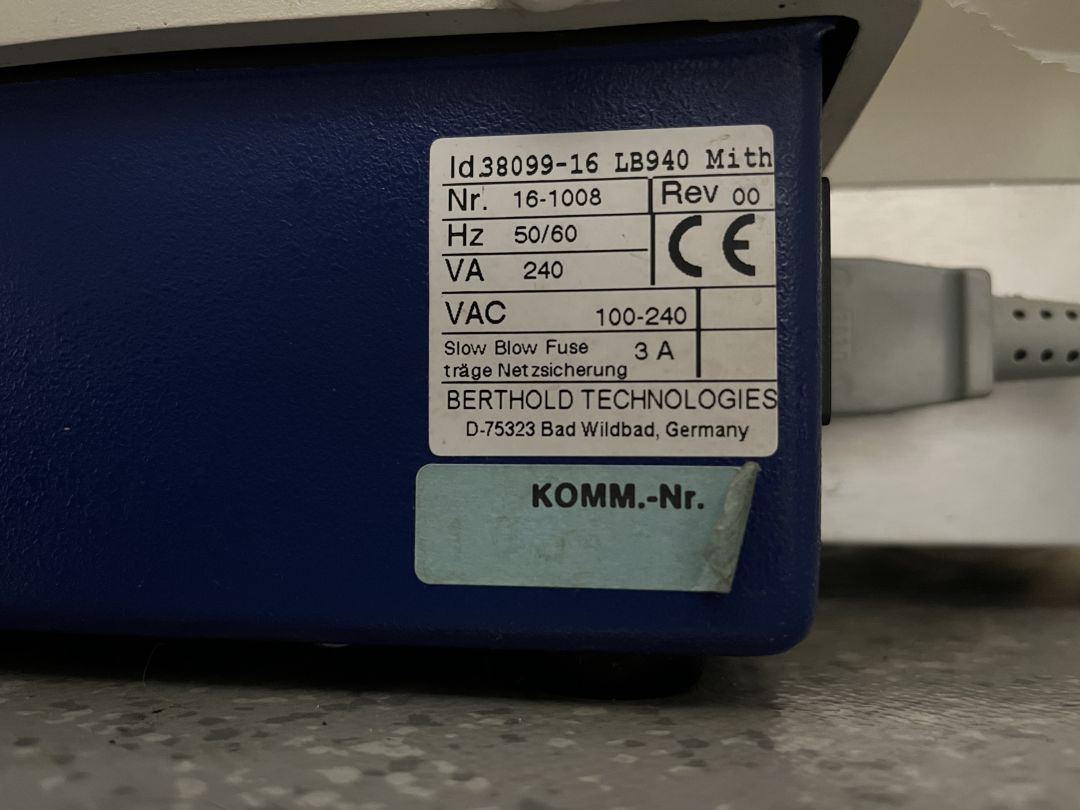 Id.38099-16 LB940 Mith
Nr. 16-1008 Rev 00
Hz 50/60 CE
VA 240
VAC 100-240
Slow Blow Fuse 3 A
träge Netzsicherung
BERTHOLD TECHNOLOGIES
D-75323 Bad Wildbad, Germany
KOMM.-Nr.